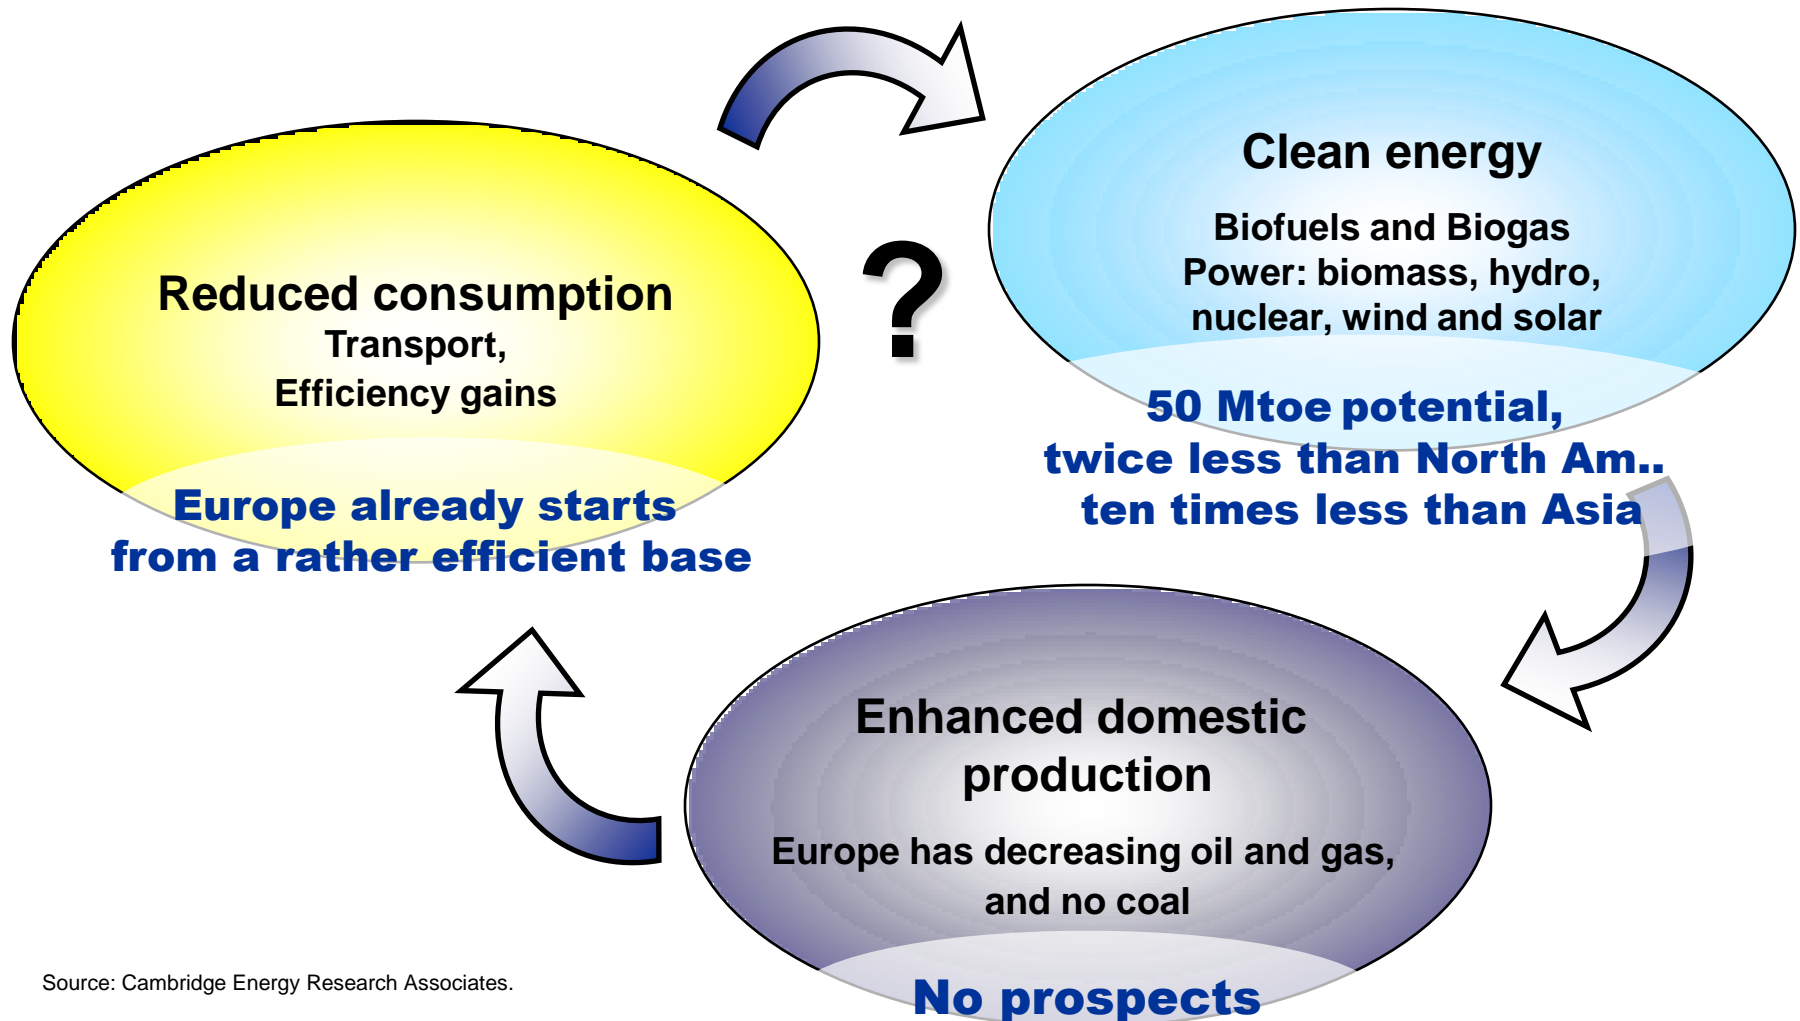 Reduced consumption
Transport,
Efficiency gains
Europe already starts
from a rather efficient base
?
Clean energy
Biofuels and Biogas
Power: biomass, hydro,
nuclear, wind and solar
50 Mtoe potential,
twice less than North Am..
ten times less than Asia
Enhanced domestic
production
Europe has decreasing oil and gas,
and no coal
No prospects
Source: Cambridge Energy Research Associates.